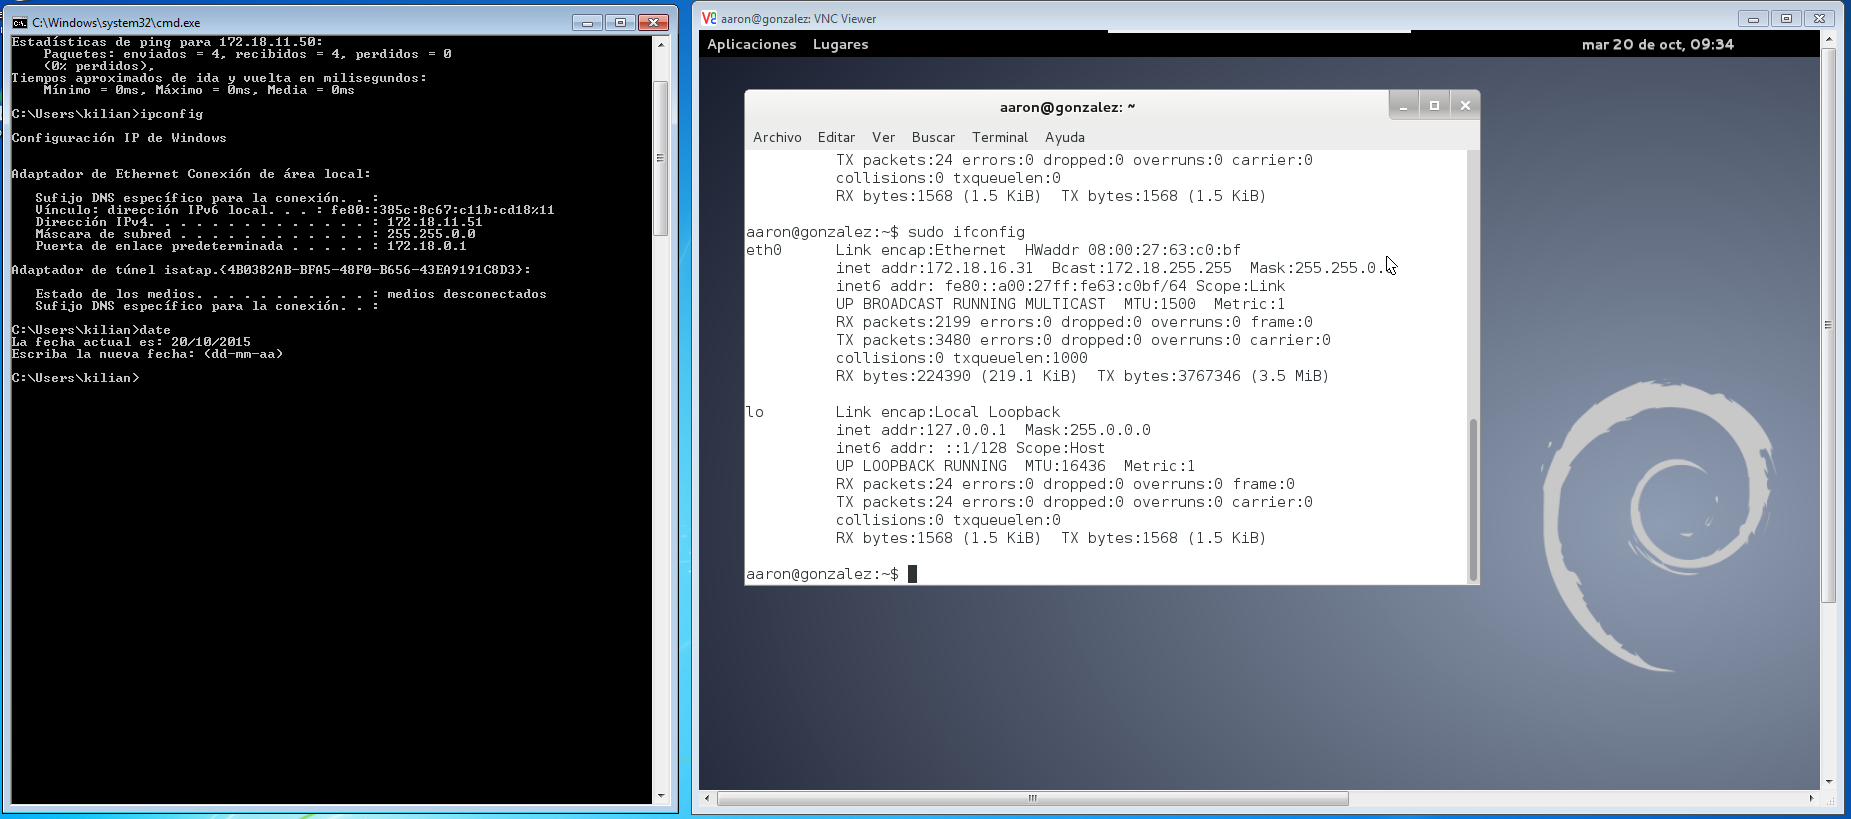 C:\Windows\system32\cmd.exe
Estadísticas de ping para 172.18.11.50:
Paquetes: enviados = 4, recibidos = 4, perdidos = 0
(0% perdidos),
Tiempos aproximados de ida y vuelta en milisegundos:
Mínimo = 0ms, Máximo = 0ms, Media = 0ms
C:\Users\kilian>ipconfig
Configuración IP de Windows
Adaptador de Ethernet Conexión de área local:
Sufijo DNS específico para la conexión. . :
Vínculo: dirección IPv6 local. . . : fe80::385c:8c67:c11b:cd18%11
Dirección IPv4. . . . . . . . . . . . . . : 172.18.11.51
Máscara de subred . . . . . . . . . . . . : 255.255.0.0
Puerta de enlace predeterminada . . . . . : 172.18.0.1
Adaptador de túnel isatap.{4B0382AB-BFA5-48F0-B656-43EA9191C8D3}:
Estado de los medios. . . . . . . . . . . : medios desconectados
Sufijo DNS específico para la conexión. . :
C:\Users\kilian>date
La fecha actual es: 20/10/2015
Escriba la nueva fecha: (dd-mm-aa)
C:\Users\kilian>
aaron@gonzalez: VNC Viewer
Aplicaciones Lugares mar 20 de oct, 09:34
aaron@gonzalez: ~
Archivo Editar Ver Buscar Terminal Ayuda
TX packets:24 errors:0 dropped:0 overruns:0 carrier:0
collisions:0 txqueuelen:0
RX bytes:1568 (1.5 KiB) TX bytes:1568 (1.5 KiB)
aaron@gonzalez:~$ sudo ifconfig
eth0 Link encap:Ethernet HWaddr 08:00:27:63:c0:bf
inet addr:172.18.16.31 Bcast:172.18.255.255 Mask:255.255.0.
inet6 addr: fe80::a00:27ff:fe63:c0bf/64 Scope:Link
UP BROADCAST RUNNING MULTICAST MTU:1500 Metric:1
RX packets:2199 errors:0 dropped:0 overruns:0 frame:0
TX packets:3480 errors:0 dropped:0 overruns:0 carrier:0
collisions:0 txqueuelen:1000
RX bytes:224390 (219.1 KiB) TX bytes:3767346 (3.5 MiB)
lo Link encap:Local Loopback
inet addr:127.0.0.1 Mask:255.0.0.0
inet6 addr: ::1/128 Scope:Host
UP LOOPBACK RUNNING MTU:16436 Metric:1
RX packets:24 errors:0 dropped:0 overruns:0 frame:0
TX packets:24 errors:0 dropped:0 overruns:0 carrier:0
collisions:0 txqueuelen:0
RX bytes:1568 (1.5 KiB) TX bytes:1568 (1.5 KiB)
aaron@gonzalez:~$